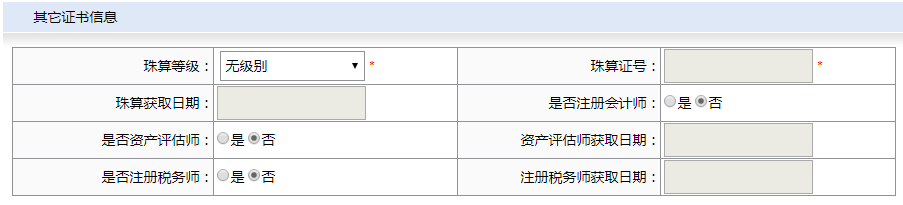 其它证书信息
珠算等级： 无级别 * 珠算证号： *
珠算获取日期： 是否注册会计师： 是 否
是否资产评估师： 是 否 资产评估师获取日期：
是否注册税务师： 是 否 注册税务师获取日期：